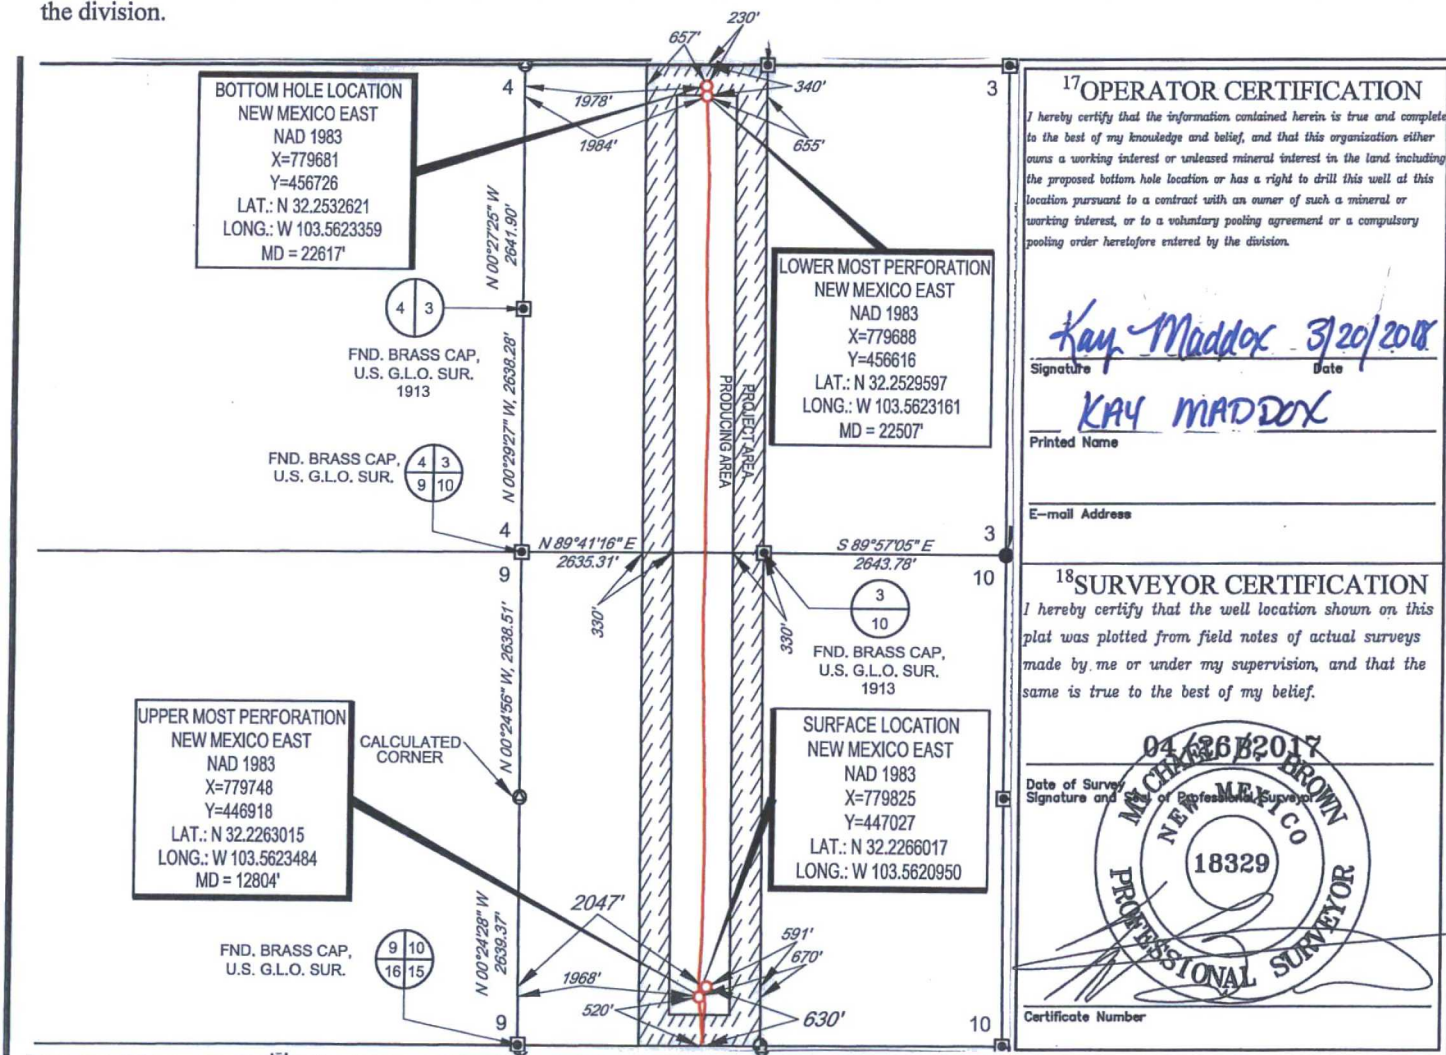 the division.
230'
657'
4
1978'
340'
3
1984'
655'
BOTTOM HOLE LOCATION
NEW MEXICO EAST
NAD 1983
X=779681
Y=456726
LAT.: N 32.2532621
LONG.: W 103.5623359
MD = 22617'
N 00°27'25" W
2641.90'
4 3
FND. BRASS CAP,
U.S. G.L.O. SUR.
1913
LOWER MOST PERFORATION
NEW MEXICO EAST
NAD 1983
X=779688
Y=456616
LAT.: N 32.2529597
LONG.: W 103.5623161
MD = 22507'
N 00°29'27" W, 2638.28'
PROJECT AREA
PRODUCING AREA
FND. BRASS CAP,
U.S. G.L.O. SUR.
4 3
9 10
4
3
N 89°41'16" E
2635.31'
S 89°57'05" E
2643.78'
9
10
330'
330'
3
10
FND. BRASS CAP,
U.S. G.L.O. SUR.
1913
N 00°24'56" W, 2638.51'
UPPER MOST PERFORATION
NEW MEXICO EAST
NAD 1983
X=779748
Y=446918
LAT.: N 32.2263015
LONG.: W 103.5623484
MD = 12804'
CALCULATED
CORNER
SURFACE LOCATION
NEW MEXICO EAST
NAD 1983
X=779825
Y=447027
LAT.: N 32.2266017
LONG.: W 103.5620950
N 00°24'28" W
2639.37'
2047'
591'
670'
1968'
520'
630'
FND. BRASS CAP,
U.S. G.L.O. SUR.
9 10
16 15
9
10
17 OPERATOR CERTIFICATION
I hereby certify that the information contained herein is true and complete
to the best of my knowledge and belief, and that this organization either
owns a working interest or unleased mineral interest in the land including
the proposed bottom hole location or has a right to drill this well at this
location pursuant to a contract with an owner of such a mineral or
working interest, or to a voluntary pooling agreement or a compulsory
pooling order heretofore entered by the division.
Kay Maddox 3/20/2018
Signature Date
KAY MADDOX
Printed Name
E-mail Address
18 SURVEYOR CERTIFICATION
I hereby certify that the well location shown on this
plat was plotted from field notes of actual surveys
made by me or under my supervision, and that the
same is true to the best of my belief.
04/26/2017
Date of Survey
Signature and Seal of Professional Surveyor:
MICHAEL B. BROWN
NEW MEXICO
18329
PROFESSIONAL SURVEYOR
Certificate Number